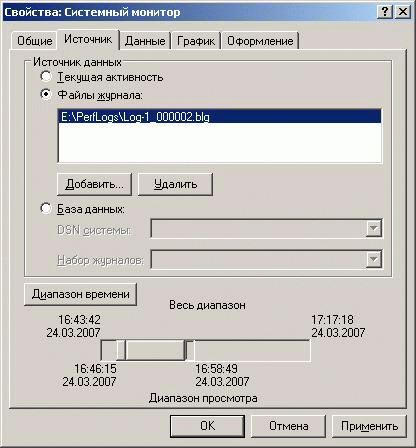 Свойства: Системный монитор
Общие Источник Данные График Оформление
Источник данных
Текущая активность
Файлы журнала:
E:\PerfLogs\Log-1_000002.blg
Добавить... Удалить
База данных:
DSN системы:
Набор журналов:
Диапазон времени
Весь диапазон
16:43:42 17:17:18
24.03.2007 24.03.2007
16:46:15 16:58:49
24.03.2007 24.03.2007
Диапазон просмотра
OK Отмена Применить